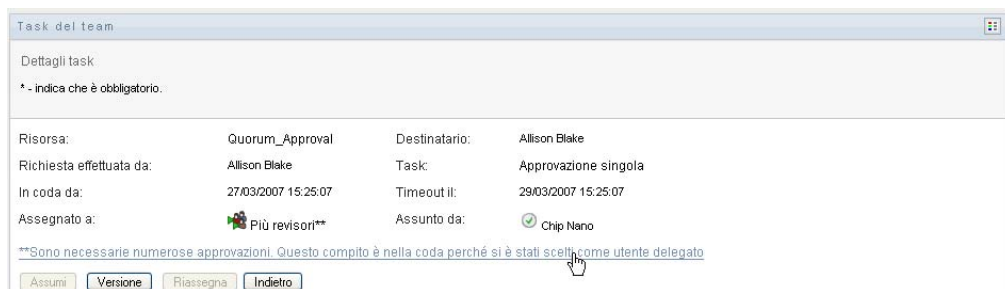 Task del team
Dettagli task
* - indica che è obbligatorio.
Risorsa: Quorum_Approval Destinatario: Allison Blake
Richiesta effettuata da: Allison Blake Task: Approvazione singola
In coda da: 27/03/2007 15:25:07 Timeout il: 29/03/2007 15:25:07
Assegnato a: Più revisori** Assunto da: Chip Nano
**Sono necessarie numerose approvazioni. Questo compito è nella coda perché si è stati scelti come utente delegato
Assumi Versione Riassegna Indietro